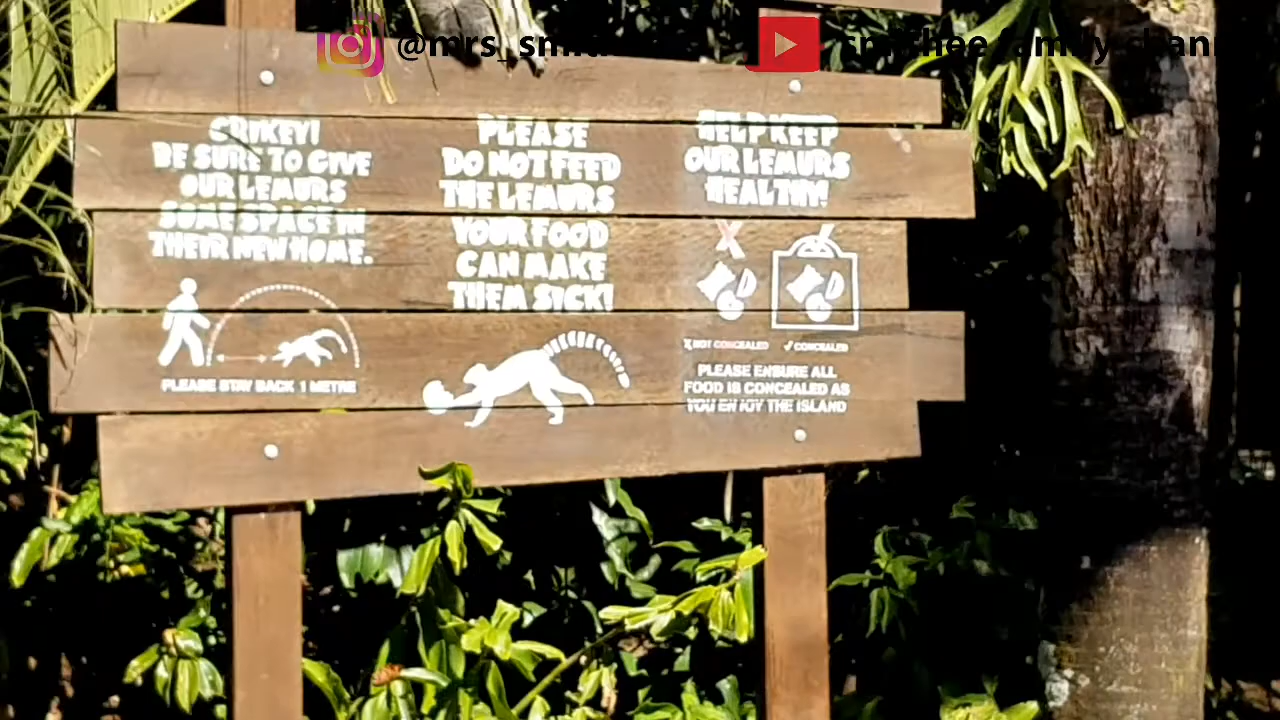 CRIKEY!
BE SURE TO GIVE
OUR LEMURS
SOME SPACE IN
THEIR NEW HOME.
PLEASE STAY BACK 1 METRE
PLEASE
DO NOT FEED
THE LEMURS
YOUR FOOD
CAN MAKE
THEM SICK!
HELP KEEP
OUR LEMURS
HEALTHY!
X NOT CONCEALED ✓ CONCEALED
PLEASE ENSURE ALL
FOOD IS CONCEALED AS
YOU ENJOY THE ISLAND